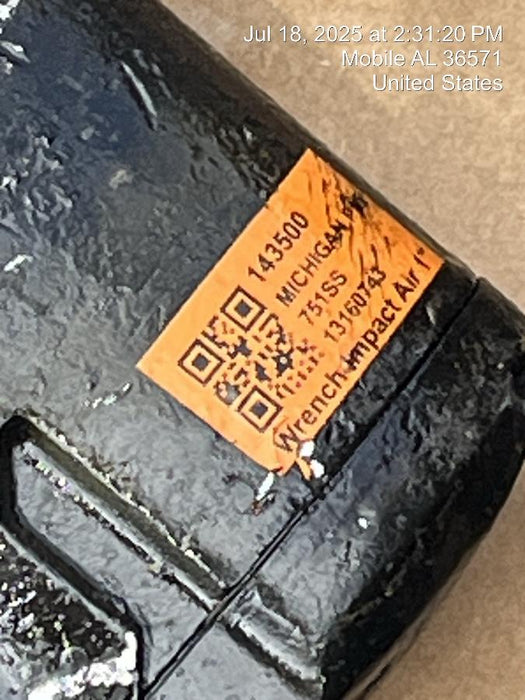 Jul 18, 2025 at 2:31:20 PM
Mobile AL 36571
United States
143500
MICHIGAN
751SS
13160743
Wrench Impact Air 1"